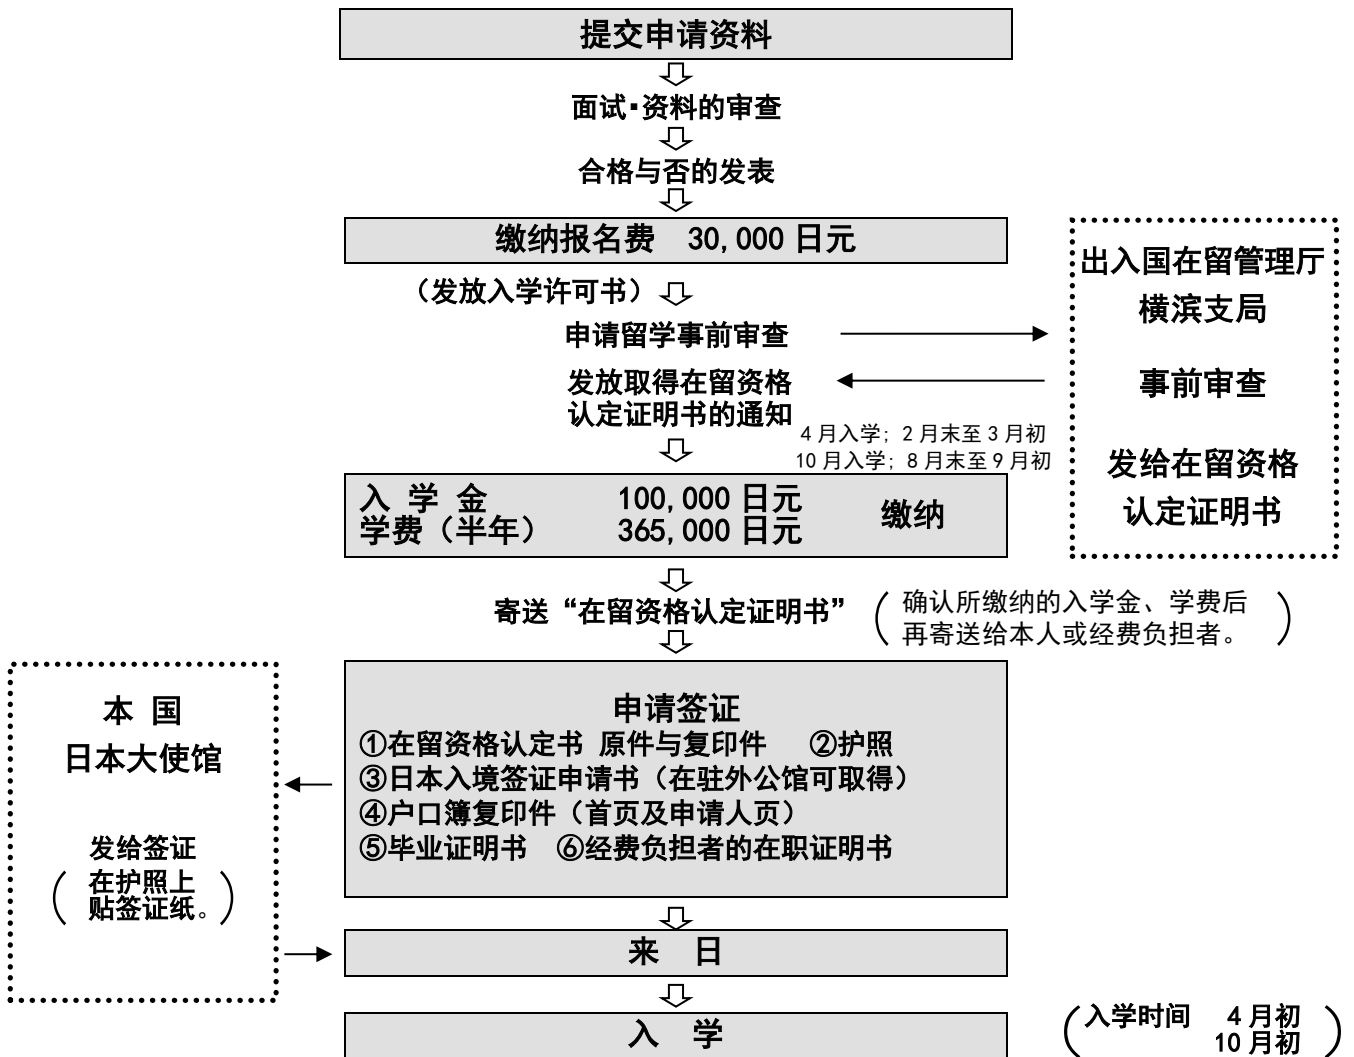 提交申请资料
面试▪资料的审查
合格与否的发表
缴纳报名费 30,000 日元
（发放入学许可书）
申请留学事前审查
发放取得在留资格
认定证明书的通知
4 月入学；2 月末至 3 月初
10 月入学；8 月末至 9 月初
出入国在留管理厅
横滨支局
事前审查
发给在留资格
认定证明书
入 学 金 100,000 日元
学费（半年） 365,000 日元
缴纳
寄送“在留资格认定证明书”
确认所缴纳的入学金、学费后
再寄送给本人或经费负担者。
申请签证
①在留资格认定书 原件与复印件 ②护照
③日本入境签证申请书（在驻外公馆可取得）
④户口簿复印件（首页及申请人页）
⑤毕业证明书 ⑥经费负担者的在职证明书
本 国
日本大使馆
发给签证
在护照上
贴签证纸。
来 日
入 学
入学时间 4 月初
10 月初